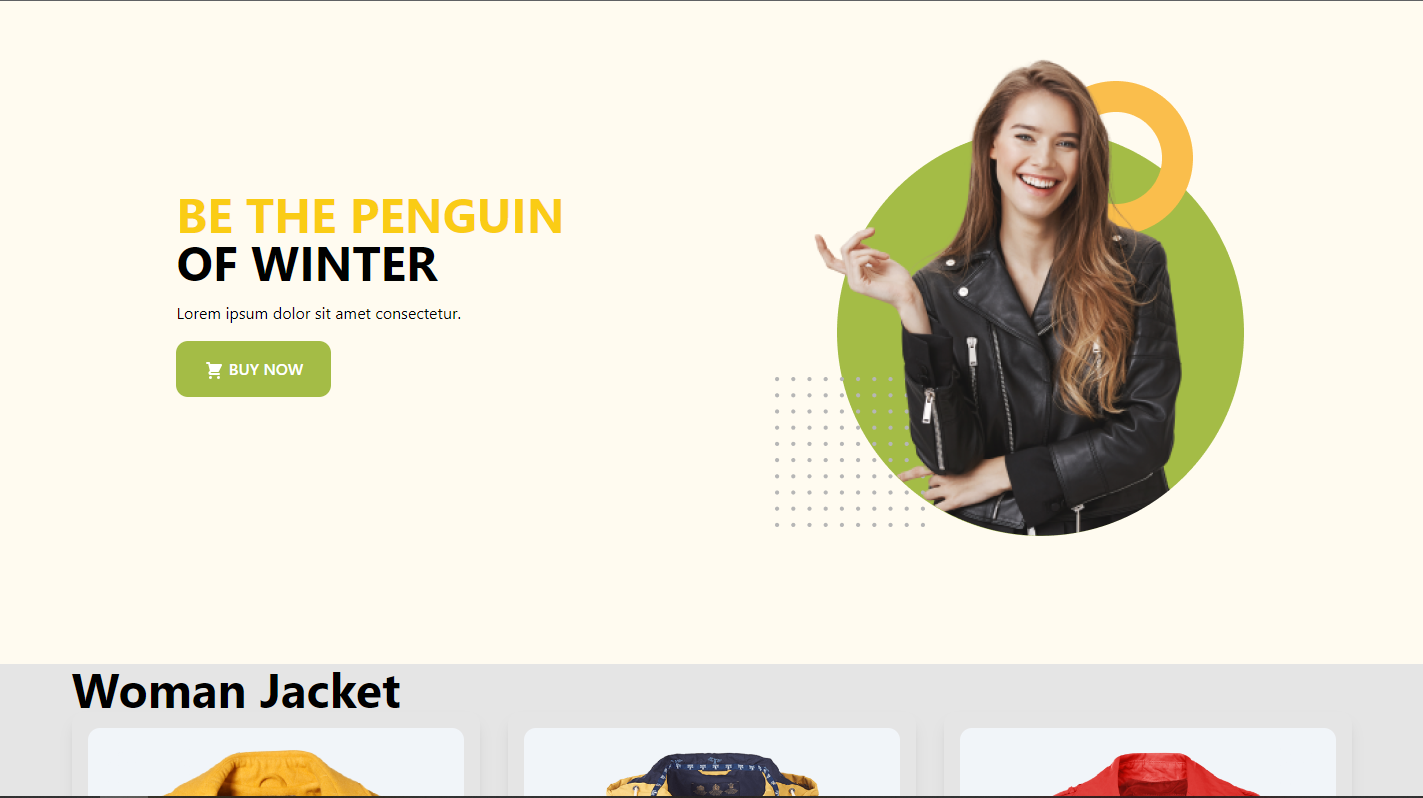 BE THE PENGUIN
OF WINTER
Lorem ipsum dolor sit amet consectetur.
BUY NOW
Woman Jacket